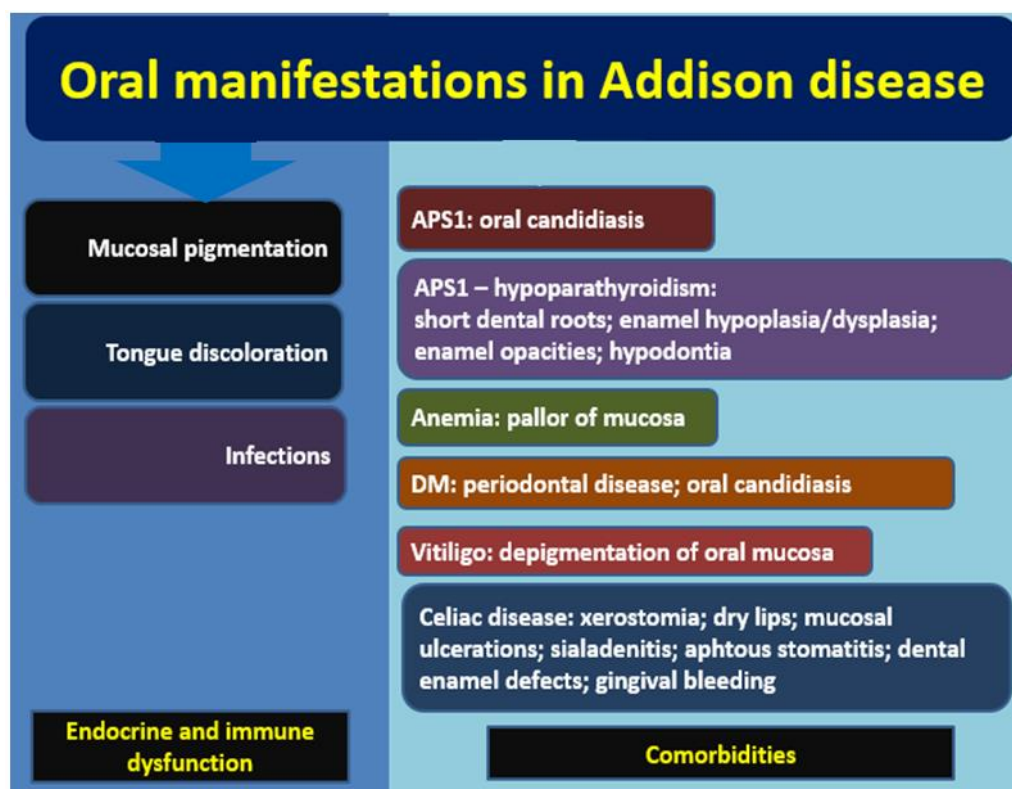 Oral manifestations in Addison disease
Mucosal pigmentation
Tongue discoloration
Infections
Endocrine and immune
dysfunction
APS1: oral candidiasis
APS1 – hypoparathyroidism:
short dental roots; enamel hypoplasia/dysplasia;
enamel opacities; hypodontia
Anemia: pallor of mucosa
DM: periodontal disease; oral candidiasis
Vitiligo: depigmentation of oral mucosa
Celiac disease: xerostomia; dry lips; mucosal
ulcerations; sialadenitis; aphtous stomatitis; dental
enamel defects; gingival bleeding
Comorbidities